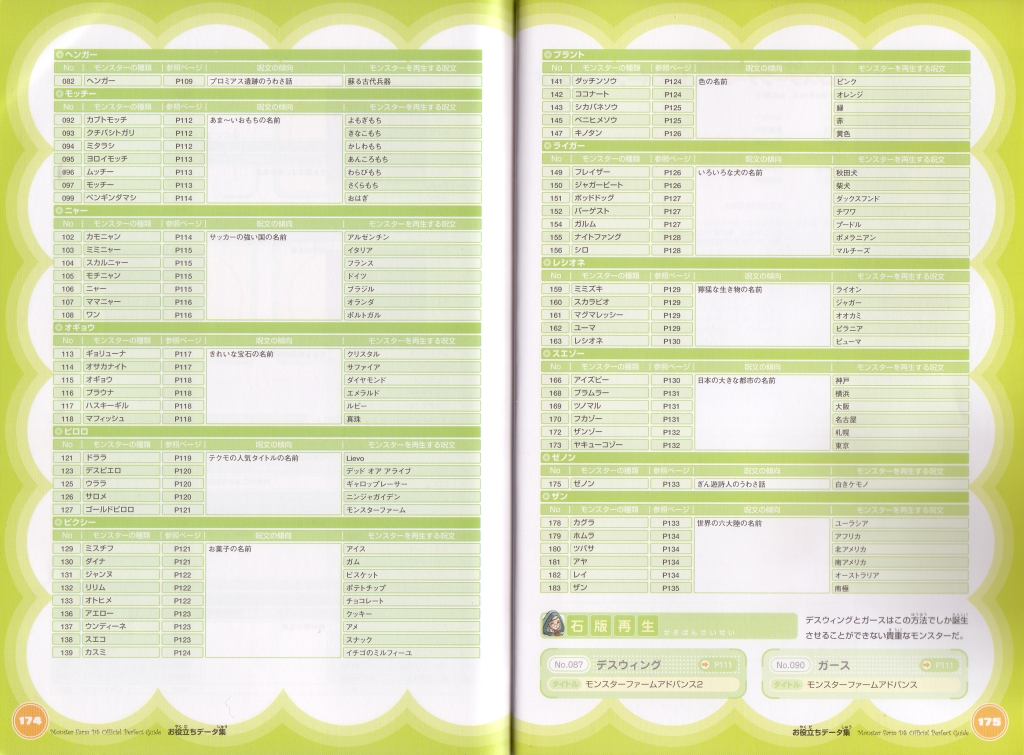 ヘンガー
No モンスターの種類 参照ページ 呪文の傾向 モンスターを再生する呪文
082 ヘンガー P109 プロミアス遺跡のうわさ話 蘇る古代兵器
モッチー
No モンスターの種類 参照ページ 呪文の傾向 モンスターを再生する呪文
092 カブトモッチー P112 あま〜いおもちの名前 よもぎもち
093 クチバシトガリ P112 きなこもち
094 ミタラシ P112 かしわもち
095 ヨロイモッチ P113 あんころもち
096 ムッチー P113 わらびもち
097 モッチー P113 さくらもち
099 ペンギンダマシ P114 おはぎ
ニャー
No モンスターの種類 参照ページ 呪文の傾向 モンスターを再生する呪文
102 カモニャン P114 サッカーの強い国の名前 アルゼンチン
103 ミミニャー P115 イタリア
104 スカルニャー P115 フランス
105 モチニャン P115 ドイツ
106 ニャー P115 ブラジル
107 ママニャー P116 オランダ
108 ワン P116 ポルトガル
オギョウ
No モンスターの種類 参照ページ 呪文の傾向 モンスターを再生する呪文
113 ギョリューナ P117 きれいな宝石の名前 クリスタル
114 オサカナイト P117 サファイア
115 オギョウ P118 ダイヤモンド
116 ブラウナ P118 エメラルド
117 ハスキーギル P118 ルビー
118 マフィッシュ P118 真珠
ピロロ
No モンスターの種類 参照ページ 呪文の傾向 モンスターを再生する呪文
121 ドララ P119 テクモの人気タイトルの名前 Lievo
123 デスピエロ P120 デッド オア アライブ
125 ウララ P120 ギャロップレーサー
126 サロメ P120 ニンジャガイデン
127 ゴールドピロロ P121 モンスターファーム
ピクシー
No モンスターの種類 参照ページ 呪文の傾向 モンスターを再生する呪文
129 ミスチフ P121 お菓子の名前 アイス
130 ダイナ P121 ガム
131 ジャンヌ P122 ビスケット
132 リリム P122 ポテトチップ
133 オトヒメ P122 チョコレート
136 アエロー P123 クッキー
137 ウンディーネ P123 アメ
138 スエコ P123 スナック
139 カスミ P124 イチゴのミルフィーユ
174 Monster Farm DS Official Perfect Guide お役立ちデータ集
プラント
No モンスターの種類 参照ページ 呪文の傾向 モンスターを再生する呪文
141 ダッチンソウ P124 色の名前 ピンク
142 ココナート P124 オレンジ
143 シカバネソウ P125 緑
145 ベニヒメソウ P125 赤
147 キノタン P126 黄色
ライガー
No モンスターの種類 参照ページ 呪文の傾向 モンスターを再生する呪文
149 フレイザー P126 いろいろな犬の名前 秋田犬
150 ジャガービート P126 柴犬
151 ポッドドッグ P127 ダックスフンド
152 バーゲスト P127 チワワ
154 ガルム P127 プードル
155 ナイトファング P128 ポメラニアン
156 シロ P128 マルチーズ
レシオネ
No モンスターの種類 参照ページ 呪文の傾向 モンスターを再生する呪文
159 ミミズキ P129 獰猛な生き物の名前 ライオン
160 スカラビオ P129 ジャガー
161 マグマレッシー P129 オオカミ
162 ユーマ P129 ピラニア
163 レシオネ P130 ピューマ
スエゾー
No モンスターの種類 参照ページ 呪文の傾向 モンスターを再生する呪文
166 アイズビー P130 日本の大きな都市の名前 神戸
168 プラムラー P131 横浜
169 ツノマル P131 大阪
170 フカゾー P131 名古屋
172 ザンゾー P132 札幌
173 ヤキューコゾー P132 東京
ゼノン
No モンスターの種類 参照ページ 呪文の傾向 モンスターを再生する呪文
175 ゼノン P133 ぎん遊詩人のうわさ話 白きケモノ
ザン
No モンスターの種類 参照ページ 呪文の傾向 モンスターを再生する呪文
178 カグラ P133 世界の六大陸の名前 ユーラシア
179 ホムラ P134 アフリカ
180 ツバサ P134 北アメリカ
181 アヤ P134 南アメリカ
182 レイ P134 オーストラリア
183 ザン P135 南極
石版再生 せきばんさいせい
デスウィングとガースはこの方法でしか誕生
させることができない貴重なモンスターだ。
No.087 デスウィング P111
タイトル モンスターファームアドバンス2
No.090 ガース P111
タイトル モンスターファームアドバンス
お役立ちデータ集 Monster Farm DS Official Perfect Guide 175